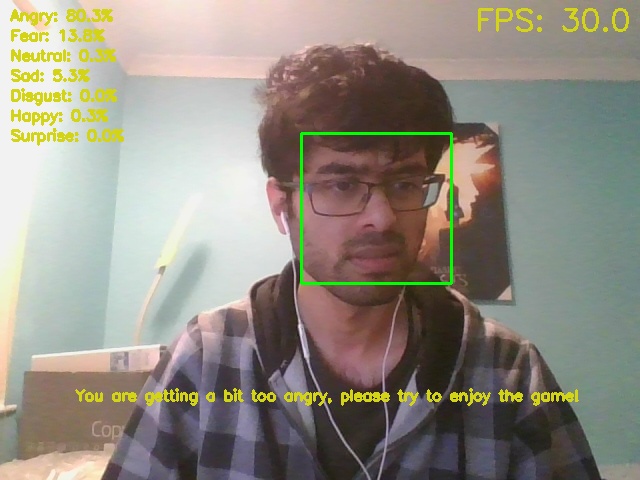 Angry: 80.3%
Fear: 13.8%
Neutral: 0.3%
Sad: 5.3%
Disgust: 0.0%
Happy: 0.3%
Surprise: 0.0%
FPS: 30.0
You are getting a bit too angry, please try to enjoy the game!